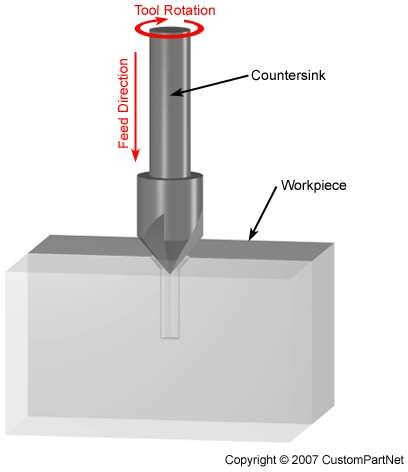 Tool Rotation
Feed Direction
Countersink
Workpiece
Copyright © 2007 CustomPartNet